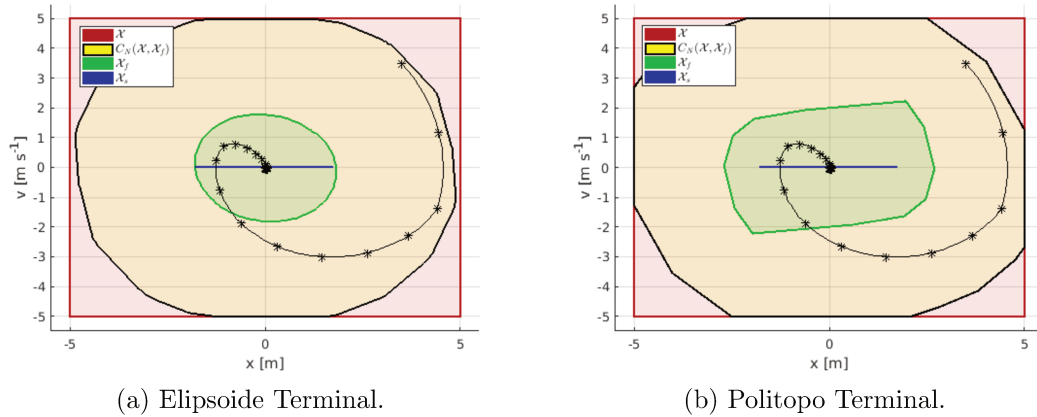 5
4
3
2
1
0
-1
-2
-3
-4
-5
v [m s⁻¹]
𝒳
C_N(𝒳, 𝒳_f)
𝒳_f
𝒳_s
-5 0 5
x [m]
(a) Elipsoide Terminal.
5
4
3
2
1
0
-1
-2
-3
-4
-5
v [m s⁻¹]
𝒳
C_N(𝒳, 𝒳_f)
𝒳_f
𝒳_s
-5 0 5
x [m]
(b) Politopo Terminal.